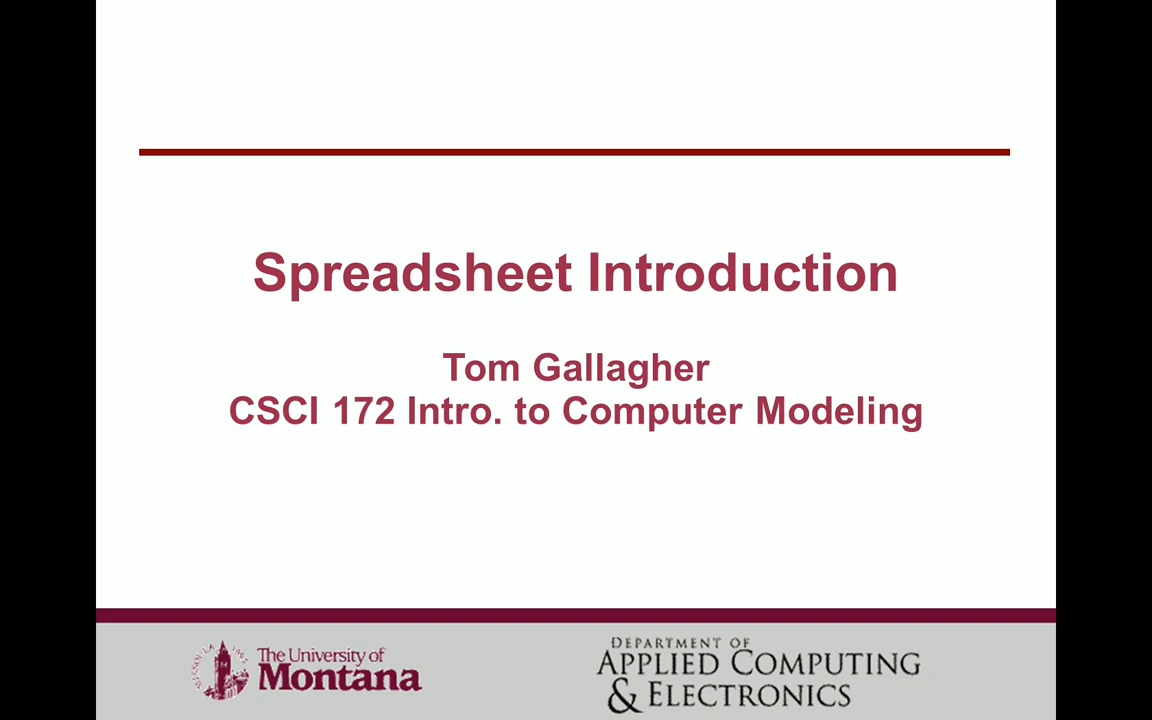 Spreadsheet Introduction
Tom Gallagher
CSCI 172 Intro. to Computer Modeling
The University of
Montana
DEPARTMENT OF
APPLIED COMPUTING
& ELECTRONICS